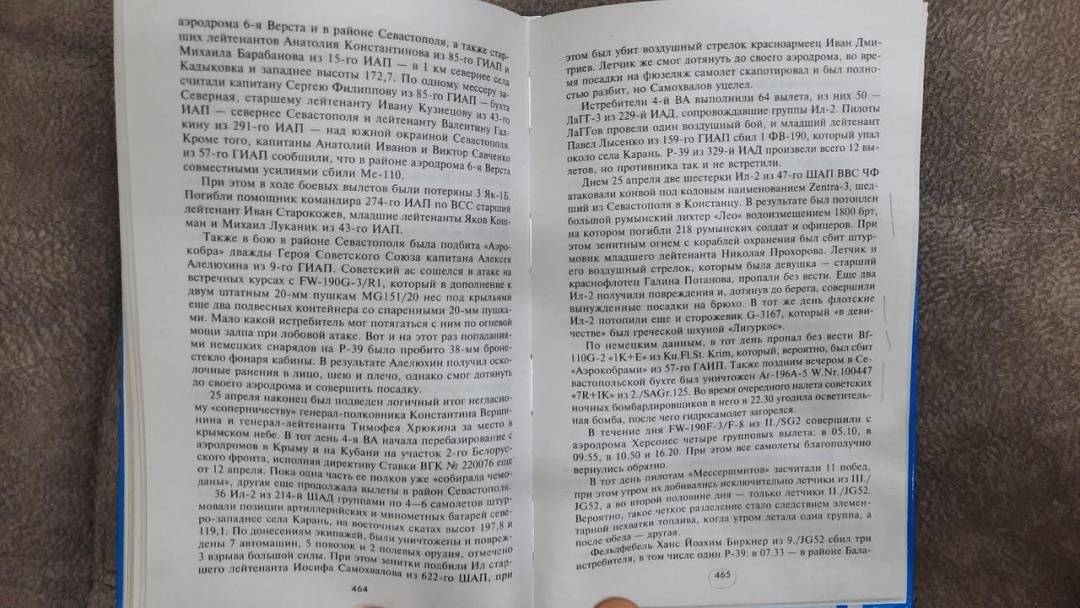 аэродрома 6-я Верста и в районе Севастополя, а также стар-
ших лейтенантов Анатолия Константинова из 85-го ГИАП и
Михаила Барабанова из 15-го ИАП — в 1 км севернее села
Кадыковка и западнее высоты 172,7. По одному мессеру за-
считали капитану Сергею Филиппову из 85-го ГИАП — бухта
Северная, старшему лейтенанту Ивану Кузнецову из 43-го
ИАП — севернее Севастополя и лейтенанту Валентину Гал-
кину из 291-го ИАП — над южной окраиной Севастополя.
Кроме того, капитаны Анатолий Иванов и Виктор Савченко
из 57-го ГИАП сообщили, что в районе аэродрома 6-я Верста
совместными усилиями сбили Ме-110.
При этом в ходе боевых вылетов были потеряны 3 Як-1Б.
Погибли помощник командира 274-го ИАП по ВСС старший
лейтенант Иван Старокожев, младшие лейтенанты Яков Кош-
ман и Михаил Луканик из 43-го ИАП.
Также в бою в районе Севастополя была подбита «Аэро-
кобра» дважды Героя Советского Союза капитана Алексея
Алелюхина из 9-го ГИАП. Советский ас сошелся в атаке на
встречных курсах с FW-190G-3/R1, который в дополнение к
двум штатным 20-мм пушкам MG151/20 нес под крыльями
еще два подвесных контейнера со спаренными 20-мм пушка-
ми. Мало какой истребитель мог потягаться с ним по огневой
мощи залпа при лобовой атаке. Вот и на этот раз попадания-
ми немецких снарядов на Р-39 было пробито 38-мм броне-
стекло фонаря кабины. В результате Алелюхин получил оско-
лочные ранения в лицо, шею и плечо, однако смог дотянуть
до своего аэродрома и совершить посадку.
25 апреля наконец был подведен логичный итог негласно-
му «соперничеству» генерал-полковника Константина Верши-
нина и генерал-лейтенанта Тимофея Хрюкина за место в
крымском небе. В тот день 4-я ВА начала перебазирование с
аэродромов в Крыму и на Кубани на участок 2-го Белорус-
ского фронта, исполняя директиву Ставки ВГК № 220076 еще
от 12 апреля. Пока одна часть ее полков уже «собирала чемо-
даны», другая еще продолжала вылеты в район Севастополя.
36 Ил-2 из 214-й ШАД группами по 4—6 самолетов штур-
мовали позиции артиллерийских и минометных батарей севе-
ро-западнее села Карань, на восточных скатах высот 197,8 и
119,1. По донесениям экипажей, были уничтожены и повреж-
дены 7 автомашин, 5 повозок и 2 полевых орудия, отмечено
3 взрыва большой силы. При этом зенитки подбили Ил стар-
шего лейтенанта Иосифа Самохвалова из 622-го ШАП, при
464
этом был убит воздушный стрелок красноармеец Иван Дми-
триев. Летчик же смог дотянуть до своего аэродрома, во вре-
мя посадки на фюзеляж самолет скапотировал и был полно-
стью разбит, но Самохвалов уцелел.
Истребители 4-й ВА выполнили 64 вылета, из них 50 —
ЛаГГ-3 из 229-й ИАД, сопровождавшие группы Ил-2. Пилоты
ЛаГГов провели один воздушный бой, и младший лейтенант
Павел Лысенко из 159-го ГИАП сбил 1 ФВ-190, который упал
около села Карань. Р-39 из 329-й ИАД произвели всего 12 вы-
летов, но противника так и не встретили.
Днем 25 апреля две шестерки Ил-2 из 47-го ШАП ВВС ЧФ
атаковали конвой под кодовым наименованием Zentra-3, шед-
ший из Севастополя в Констанцу. В результате был потоплен
большой румынский лихтер «Лео» водоизмещением 1800 брт,
на котором погибли 218 румынских солдат и офицеров. При
этом зенитным огнем с кораблей охранения был сбит штур-
мовик младшего лейтенанта Николая Прохорова. Летчик и
его воздушный стрелок, которым была девушка — старший
краснофлотец Галина Потанова, пропали без вести. Еще два
Ил-2 получили повреждения и, дотянув до берега, совершили
вынужденные посадки на брюхо. В тот же день флотские
Ил-2 потопили еще и сторожевик G-3167, который «в деви-
честве» был греческой шхуной «Лигуркос».
По немецким данным, в тот день пропал без вести Bf-
110G-2 «1K+E» из Ku.Fl.St. Krim, который, вероятно, был сбит
«Аэрокобрами» из 57-го ГАИП. Также поздним вечером в Се-
вастопольской бухте был уничтожен Ar-196A-5 W.Nr.100447
«7R+1K» из 2./SAGr.125. Во время очередного налета советских
ночных бомбардировщиков в него в 22.30 угодила осветитель-
ная бомба, после чего гидросамолет загорелся.
В течение дня FW-190F-3/F-8 из II./SG2 совершили с
аэродрома Херсонес четыре групповых вылета: в 05.10, в
09.55, в 10.50 и 16.20. При этом все самолеты благополучно
вернулись обратно.
В тот день пилотам «Мессершмитов» засчитали 11 побед,
при этом утром их добивались исключительно летчики из III./
JG52, а во второй половине дня — только летчики II./JG52.
Вероятно, такое четкое разделение стало следствием элемен-
тарной нехватки топлива, когда утром летала одна группа, а
после обеда — другая.
Фельдфебель Ханс Йоахим Биркнер из 9./JG52 сбил три
истребителя, в том числе один Р-39: в 07.33 — в районе Бала-
465